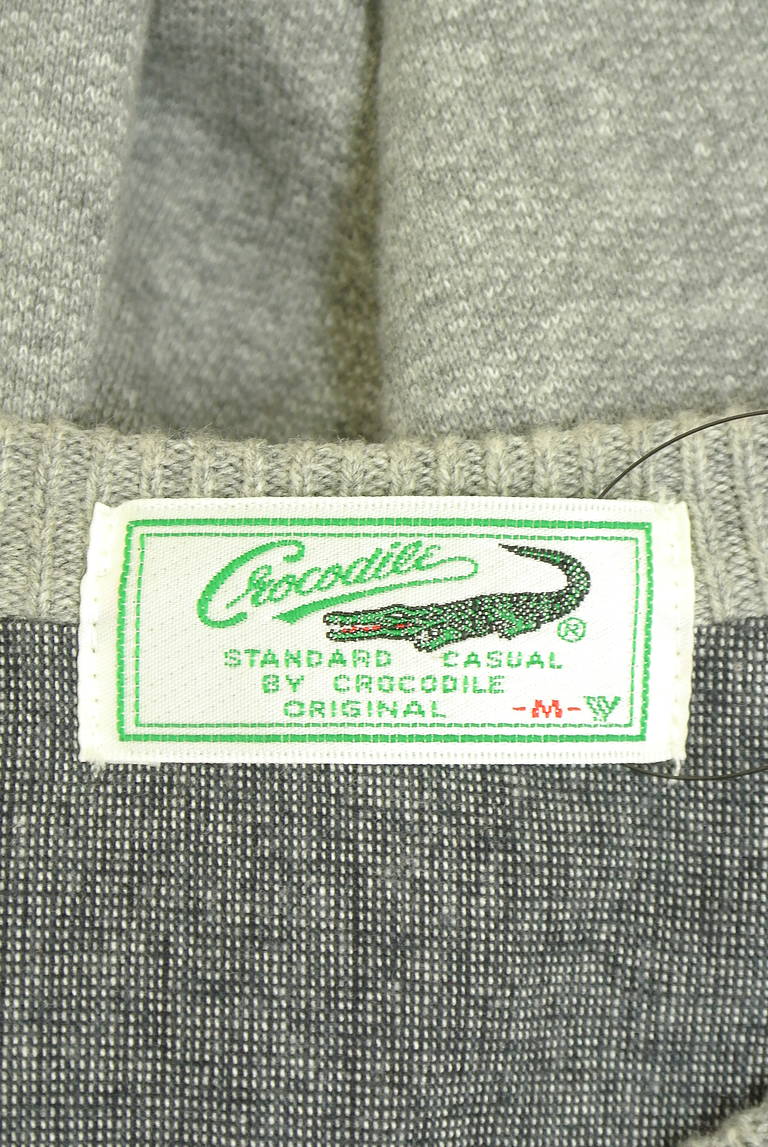 Crocodile ®
STANDARD CASUAL
BY CROCODILE
ORIGINAL -M- W